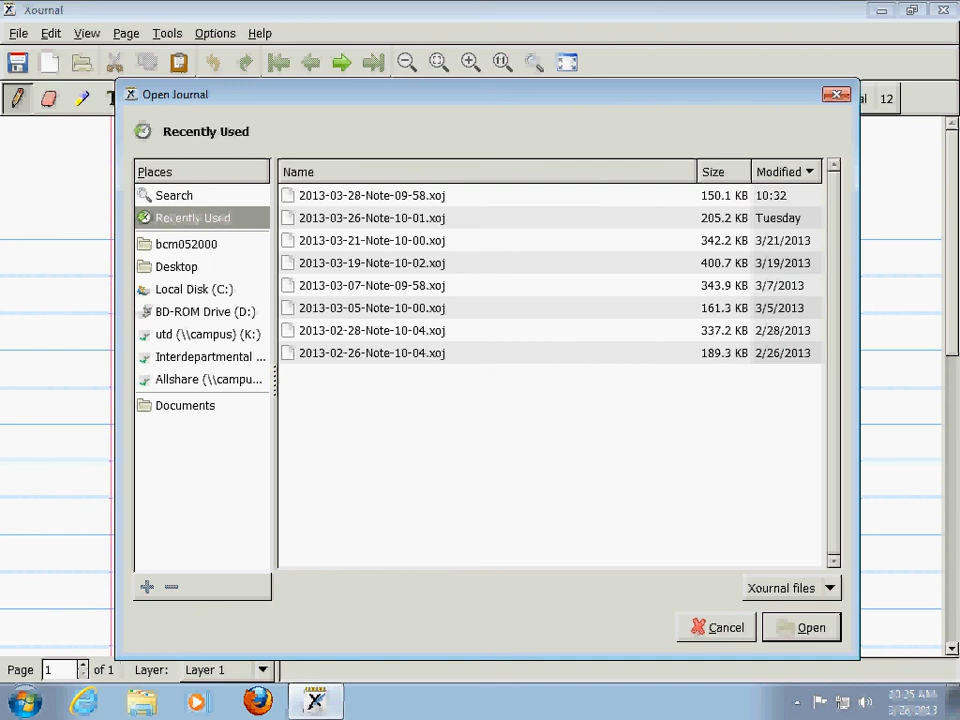 Xournal
File Edit View Page Tools Options Help
12
Open Journal
Recently Used
Places
Search
Recently Used
bcm052000
Desktop
Local Disk (C:)
BD-ROM Drive (D:)
utd (\\campus) (K:)
Interdepartmental ...
Allshare (\\campu...
Documents
Name Size Modified
2013-03-28-Note-09-58.xoj 150.1 KB 10:32
2013-03-26-Note-10-01.xoj 205.2 KB Tuesday
2013-03-21-Note-10-00.xoj 342.2 KB 3/21/2013
2013-03-19-Note-10-02.xoj 400.7 KB 3/19/2013
2013-03-07-Note-09-58.xoj 343.9 KB 3/7/2013
2013-03-05-Note-10-00.xoj 161.3 KB 3/5/2013
2013-02-28-Note-10-04.xoj 337.2 KB 2/28/2013
2013-02-26-Note-10-04.xoj 189.3 KB 2/26/2013
Xournal files
Cancel Open
Page 1 of 1 Layer: Layer 1